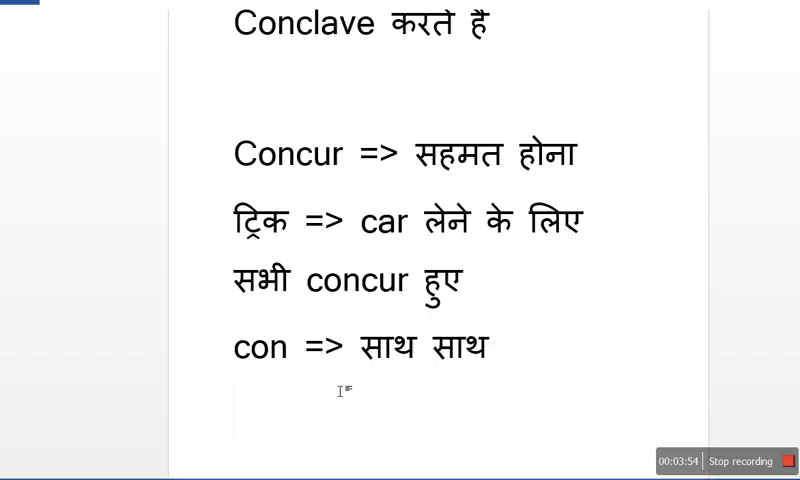 Conclave करते है
Concur => सहमत होना
ट्रिक => car लेने के लिए
सभी concur हुए
con => साथ साथ
00:03:54 Stop recording